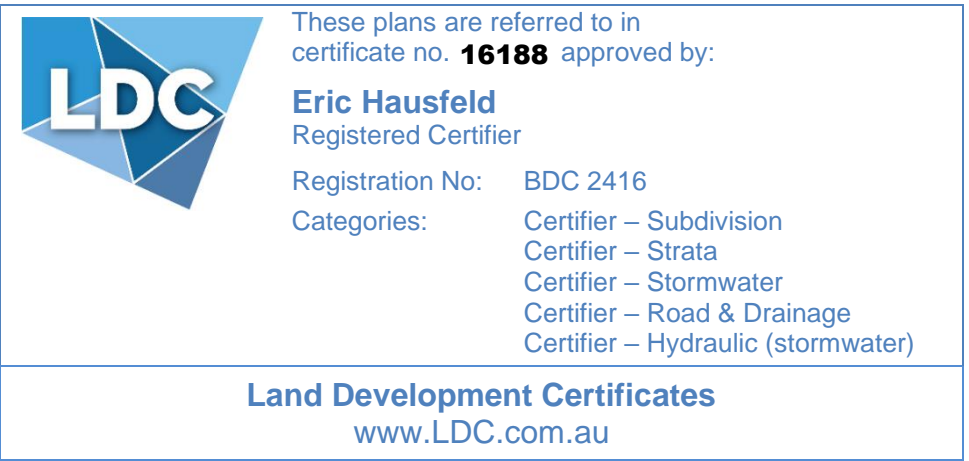 LDC
These plans are referred to in
certificate no. 16188 approved by:
Eric Hausfeld
Registered Certifier
Registration No: BDC 2416
Categories: Certifier – Subdivision
Certifier – Strata
Certifier – Stormwater
Certifier – Road & Drainage
Certifier – Hydraulic (stormwater)
Land Development Certificates
www.LDC.com.au